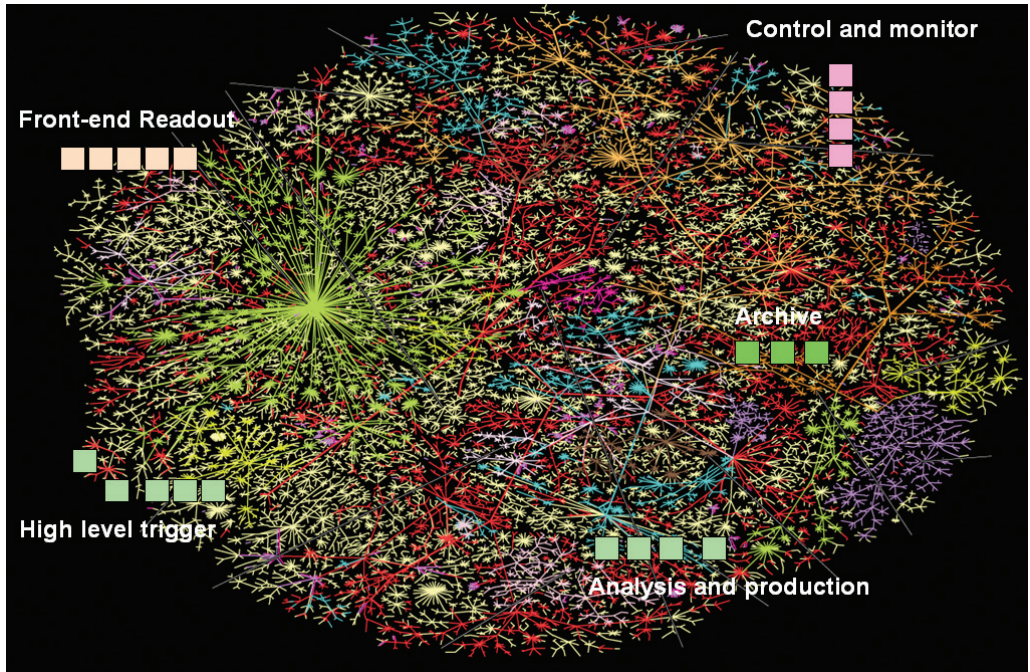 Control and monitor
Front-end Readout
Archive
High level trigger
Analysis and production